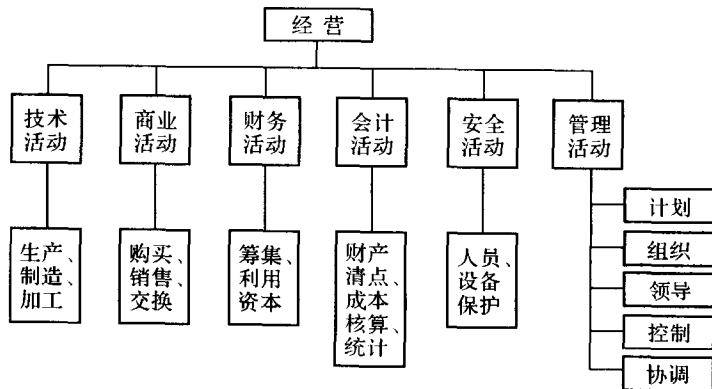 经 营
技术
活动
商业
活动
财务
活动
会计
活动
安全
活动
管理
活动
生产、
制造、
加工
购买、
销售、
交换
筹集、
利用
资本
财产
清点、
成本
核算、
统计
人员、
设备
保护
计划
组织
领导
控制
协调